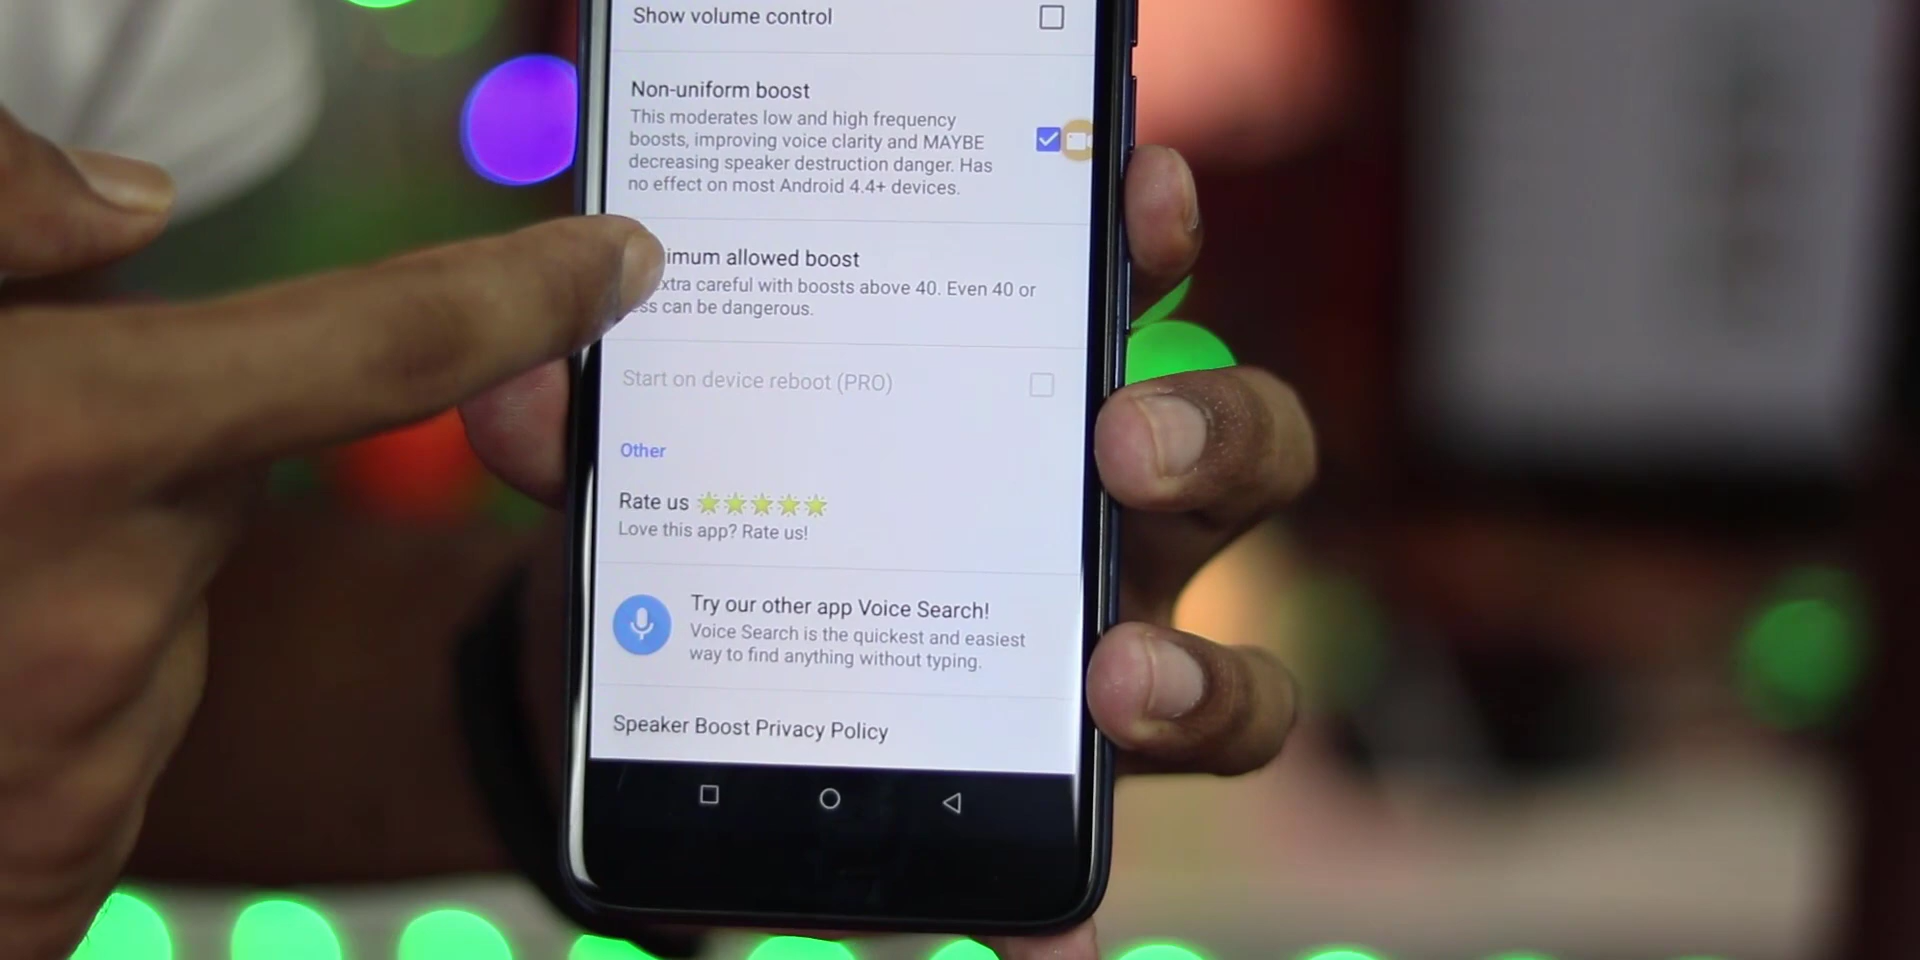 Show volume control
Non-uniform boost
This moderates low and high frequency
boosts, improving voice clarity and MAYBE
decreasing speaker destruction danger. Has
no effect on most Android 4.4+ devices.
allowed boost
careful with boosts above 40. Even 40 or
can be dangerous.
Start on device reboot (PRO)
Other
Rate us
Love this app? Rate us!
Try our other app Voice Search!
Voice Search is the quickest and easiest
way to find anything without typing.
Speaker Boost Privacy Policy